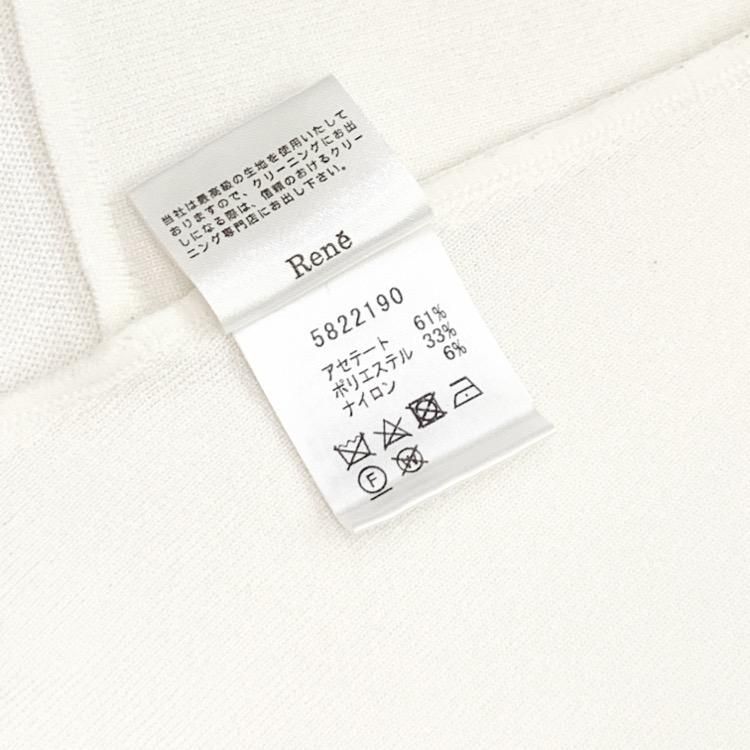 当社は最高級の生地を使用いたして
おりますので、クリーニングにお出
しになる際は、信頼のおけるクリー
ニング専門店にお出し下さい。
René
5822190
アセテート 61%
ポリエステル 33%
ナイロン 6%
F W